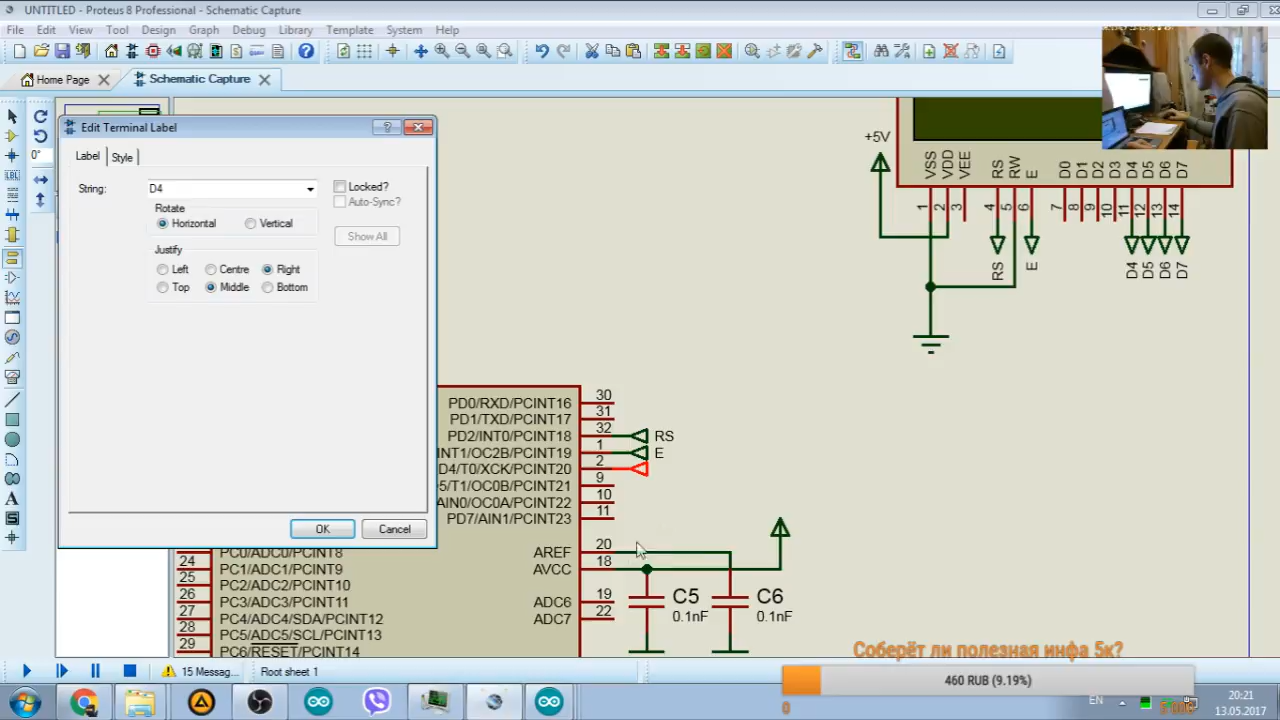 UNTITLED - Proteus 8 Professional - Schematic Capture
File Edit View Tool Design Graph Debug Library Template System Help
Home Page
Schematic Capture
Edit Terminal Label
Label Style
String: D4
Locked?
Auto-Sync?
Show All
Rotate
Horizontal Vertical
Justify
Left Centre Right
Top Middle Bottom
OK Cancel
0°
LBL
A
+5V
VSS VDD VEE RS RW E D0 D1 D2 D3 D4 D5 D6 D7
1 2 3 4 5 6 7 8 9 10 11 12 13 14
RS E D4 D5 D6 D7
PD0/RXD/PCINT16 30
PD1/TXD/PCINT17 31
PD2/INT0/PCINT18 32 RS
INT1/OC2B/PCINT19 1 E
D4/T0/XCK/PCINT20 2
5/T1/OC0B/PCINT21 9
AIN0/OC0A/PCINT22 10
PD7/AIN1/PCINT23 11
AREF 20
AVCC 18
ADC6 19
ADC7 22
PC0/ADC0/PCINT8
24 PC1/ADC1/PCINT9
25 PC2/ADC2/PCINT10
26 PC3/ADC3/PCINT11
27 PC4/ADC4/SDA/PCINT12
28 PC5/ADC5/SCL/PCINT13
29 PC6/RESET/PCINT14
C5
0.1nF
C6
0.1nF
15 Messag...
Root sheet 1
Соберёт ли полезная инфа 5к?
460 RUB (9.19%)
0
EN
20:21
13.05.2017